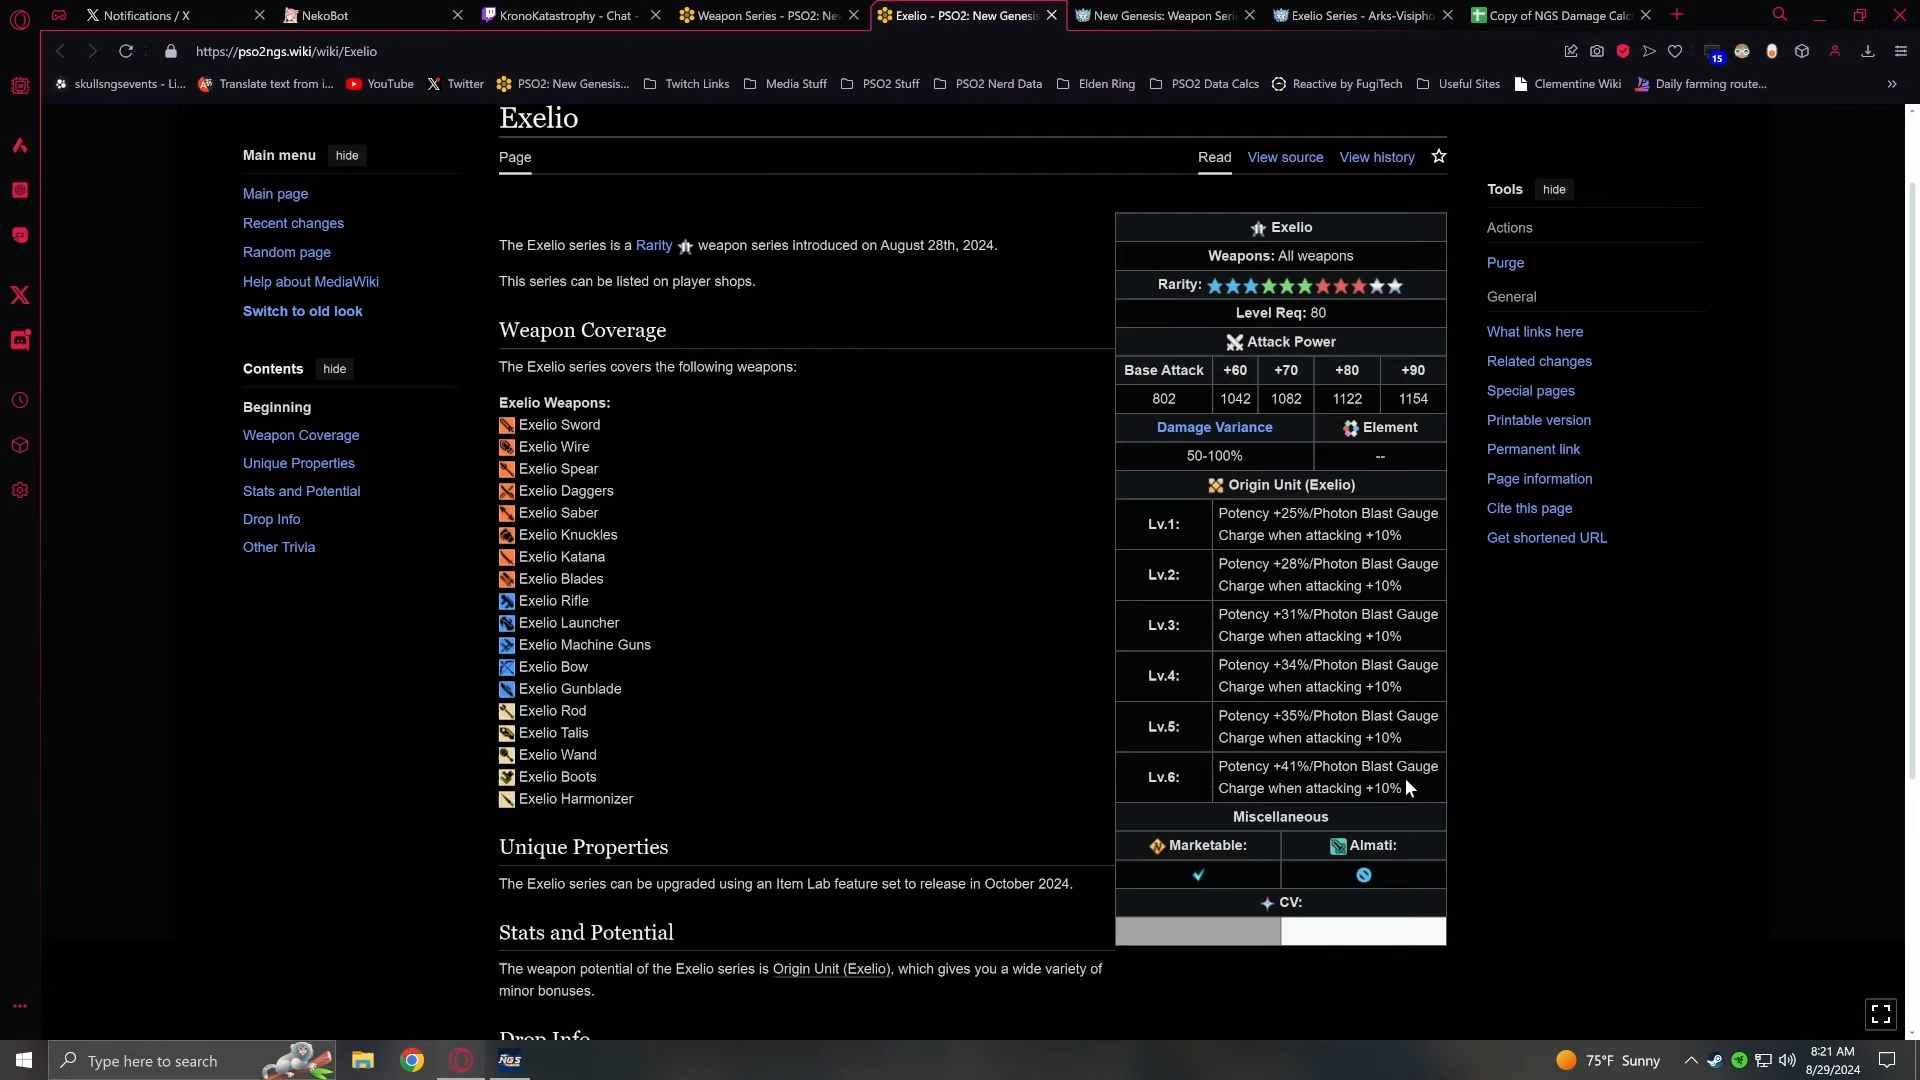 Notifications / X
NekoBot
KronoKatastrophy - Chat -
Weapon Series - PSO2: Ne
Exelio - PSO2: New Genesis
New Genesis: Weapon Seri
Exelio Series - Arks-Visipho
Copy of NGS Damage Calc
https://pso2ngs.wiki/wiki/Exelio
15
skullsngsevents - Li...
Translate text from i...
YouTube
Twitter
PSO2: New Genesis...
Twitch Links
Media Stuff
PSO2 Stuff
PSO2 Nerd Data
Elden Ring
PSO2 Data Calcs
Reactive by FugiTech
Useful Sites
Clementine Wiki
Daily farming route...
Exelio
Main menu hide
Main page
Recent changes
Random page
Help about MediaWiki
Switch to old look
Contents hide
Beginning
Weapon Coverage
Unique Properties
Stats and Potential
Drop Info
Other Trivia
Page
Read View source View history
The Exelio series is a Rarity 11 weapon series introduced on August 28th, 2024.
This series can be listed on player shops.
Weapon Coverage
The Exelio series covers the following weapons:
Exelio Weapons:
Exelio Sword
Exelio Wire
Exelio Spear
Exelio Daggers
Exelio Saber
Exelio Knuckles
Exelio Katana
Exelio Blades
Exelio Rifle
Exelio Launcher
Exelio Machine Guns
Exelio Bow
Exelio Gunblade
Exelio Rod
Exelio Talis
Exelio Wand
Exelio Boots
Exelio Harmonizer
Unique Properties
The Exelio series can be upgraded using an Item Lab feature set to release in October 2024.
Stats and Potential
The weapon potential of the Exelio series is Origin Unit (Exelio), which gives you a wide variety of
minor bonuses.
Drop Info
Exelio
Weapons: All weapons
Rarity:
Level Req: 80
Attack Power
Base Attack +60 +70 +80 +90
802 1042 1082 1122 1154
Damage Variance Element
50-100% --
Origin Unit (Exelio)
Lv.1: Potency +25%/Photon Blast Gauge
Charge when attacking +10%
Lv.2: Potency +28%/Photon Blast Gauge
Charge when attacking +10%
Lv.3: Potency +31%/Photon Blast Gauge
Charge when attacking +10%
Lv.4: Potency +34%/Photon Blast Gauge
Charge when attacking +10%
Lv.5: Potency +35%/Photon Blast Gauge
Charge when attacking +10%
Lv.6: Potency +41%/Photon Blast Gauge
Charge when attacking +10%
Miscellaneous
Marketable: Almati:
CV:
Tools hide
Actions
Purge
General
What links here
Related changes
Special pages
Printable version
Permanent link
Page information
Cite this page
Get shortened URL
Type here to search
NGS
75°F Sunny
8:21 AM
8/29/2024